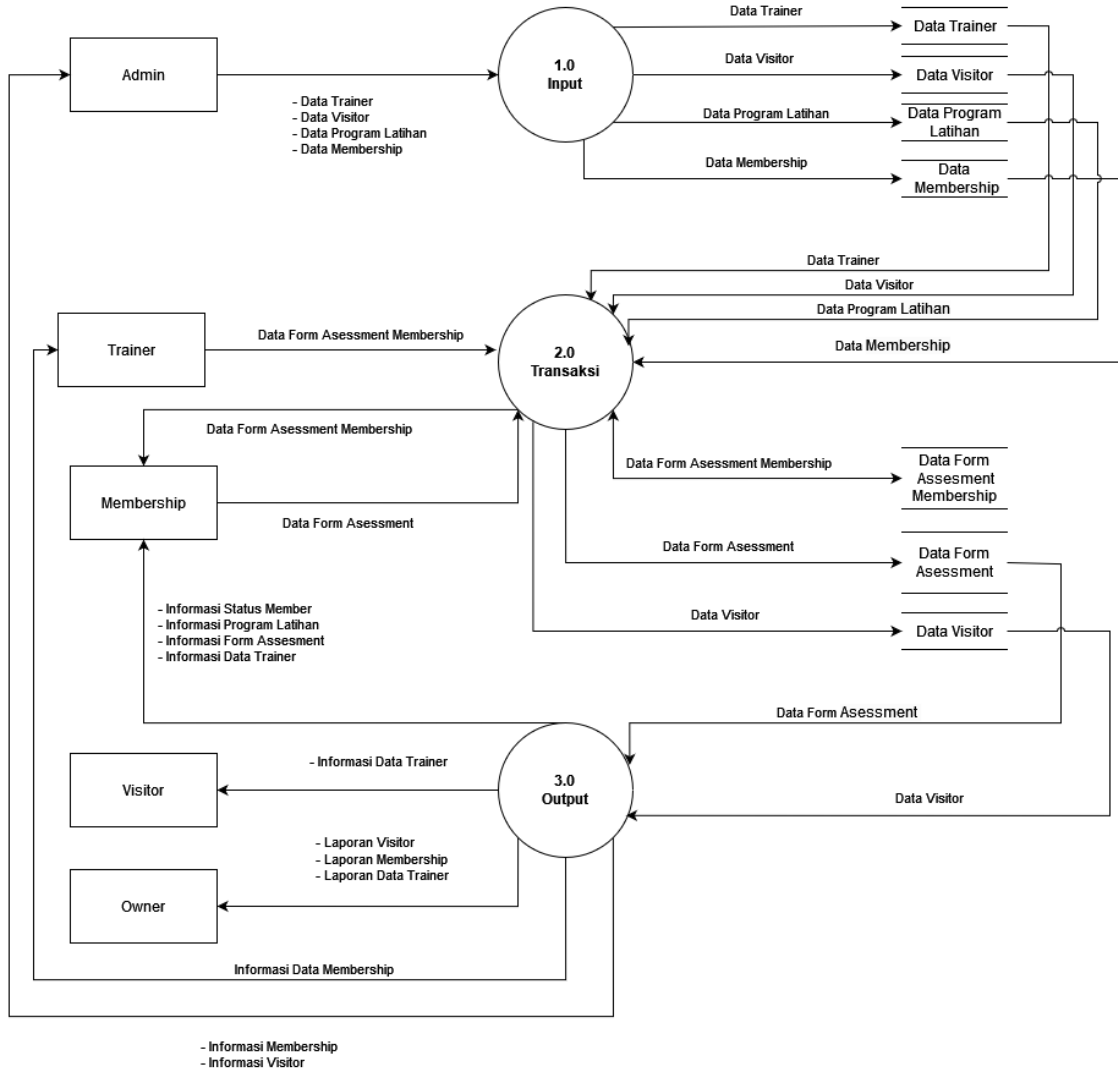 Data Trainer
Data Trainer
Admin
1.0
Input
Data Visitor
Data Visitor
- Data Trainer
- Data Visitor
- Data Program Latihan
- Data Membership
Data Program Latihan
Data Program
Latihan
Data Membership
Data
Membership
Data Trainer
Data Visitor
Data Program Latihan
Data Membership
Trainer
Data Form Asessment Membership
2.0
Transaksi
Data Form Asessment Membership
Membership
Data Form Asessment
Data Form Asessment Membership
Data Form
Assesment
Membership
Data Form Asessment
Data Form
Asessment
Data Visitor
Data Visitor
- Informasi Status Member
- Informasi Program Latihan
- Informasi Form Assesment
- Informasi Data Trainer
Data Form Asessment
Visitor
- Informasi Data Trainer
3.0
Output
Data Visitor
- Laporan Visitor
- Laporan Membership
- Laporan Data Trainer
Owner
Informasi Data Membership
- Informasi Membership
- Informasi Visitor